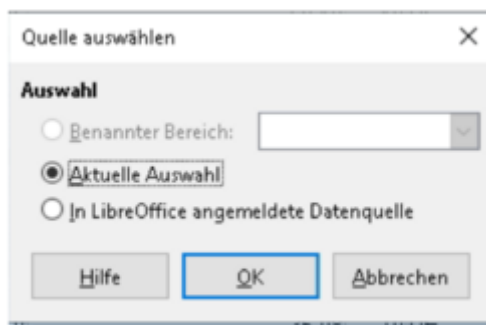 Quelle auswählen
Auswahl
Benannter Bereich:
Aktuelle Auswahl
In LibreOffice angemeldete Datenquelle
Hilfe OK Abbrechen